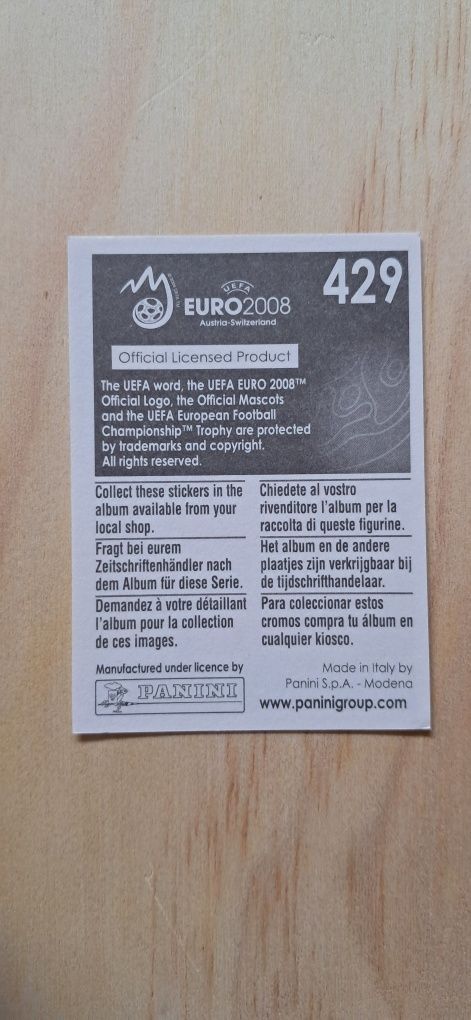 429
UEFA
EURO2008
Austria-Switzerland
Official Licensed Product
The UEFA word, the UEFA EURO 2008™
Official Logo, the Official Mascots
and the UEFA European Football
Championship™ Trophy are protected
by trademarks and copyright.
All rights reserved.
Collect these stickers in the
album available from your
local shop.
Chiedete al vostro
rivenditore l'album per la
raccolta di queste figurine.
Fragt bei eurem
Zeitschriftenhändler nach
dem Album für diese Serie.
Het album en de andere
plaatjes zijn verkrijgbaar bij
de tijdschrifthandelaar.
Demandez à votre détaillant
l'album pour la collection
de ces images.
Para coleccionar estos
cromos compra tu álbum en
cualquier kiosco.
Manufactured under licence by
PANINI
Made in Italy by
Panini S.p.A. - Modena
www.paninigroup.com